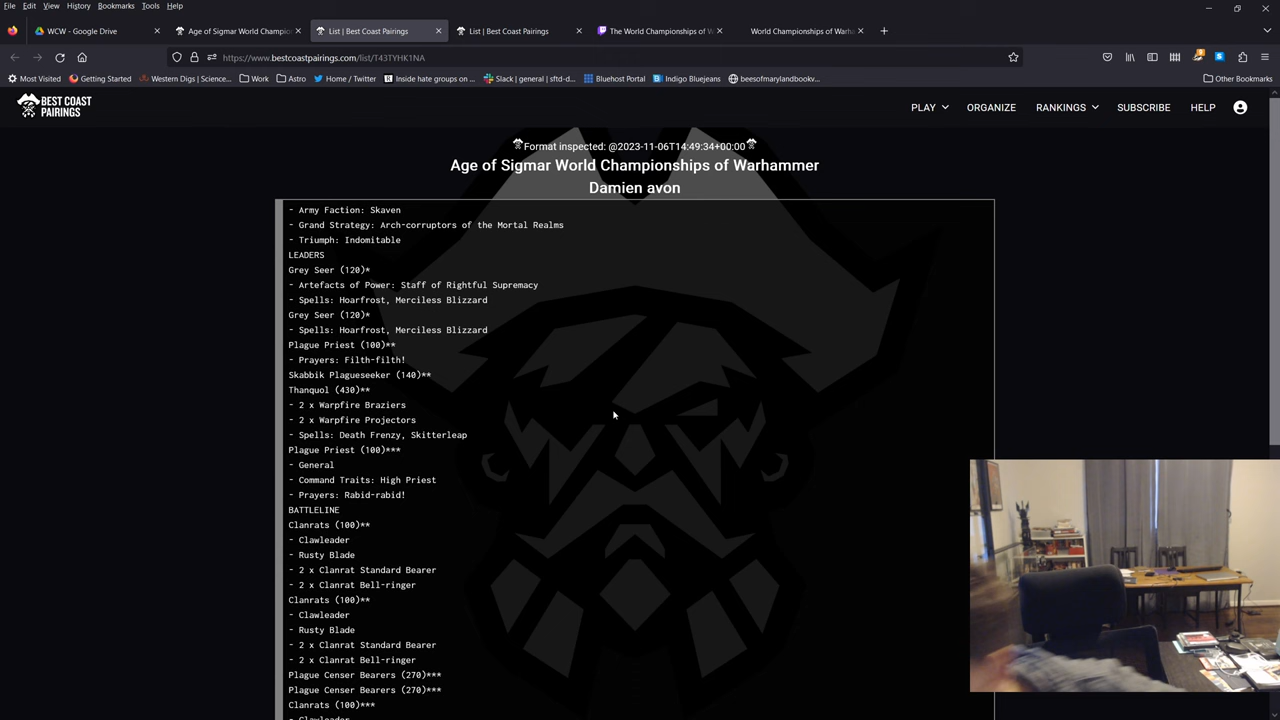 File Edit View History Bookmarks Tools Help
WCW - Google Drive
Age of Sigmar World Champio
List | Best Coast Pairings
List | Best Coast Pairings
The World Championships of W
World Championships of Warha
https://www.bestcoastpairings.com/list/T43TYHK1NA
Most Visited Getting Started Western Digs | Science... Work Astro Home / Twitter Inside hate groups on ... Slack | general | sftd-d... Bluehost Portal Indigo Bluejeans beesofmarylandbookv... Other Bookmarks
BEST COAST
PAIRINGS
PLAY ORGANIZE RANKINGS SUBSCRIBE HELP
Format inspected: @2023-11-06T14:49:34+00:00
Age of Sigmar World Championships of Warhammer
Damien avon
- Army Faction: Skaven
- Grand Strategy: Arch-corruptors of the Mortal Realms
- Triumph: Indomitable
LEADERS
Grey Seer (120)*
- Artefacts of Power: Staff of Rightful Supremacy
- Spells: Hoarfrost, Merciless Blizzard
Grey Seer (120)*
- Spells: Hoarfrost, Merciless Blizzard
Plague Priest (100)**
- Prayers: Filth-filth!
Skabbik Plagueseeker (140)**
Thanquol (430)**
- 2 x Warpfire Braziers
- 2 x Warpfire Projectors
- Spells: Death Frenzy, Skitterleap
Plague Priest (100)***
- General
- Command Traits: High Priest
- Prayers: Rabid-rabid!
BATTLELINE
Clanrats (100)**
- Clawleader
- Rusty Blade
- 2 x Clanrat Standard Bearer
- 2 x Clanrat Bell-ringer
Clanrats (100)**
- Clawleader
- Rusty Blade
- 2 x Clanrat Standard Bearer
- 2 x Clanrat Bell-ringer
Plague Censer Bearers (270)***
Plague Censer Bearers (270)***
Clanrats (100)***
- Clawleader